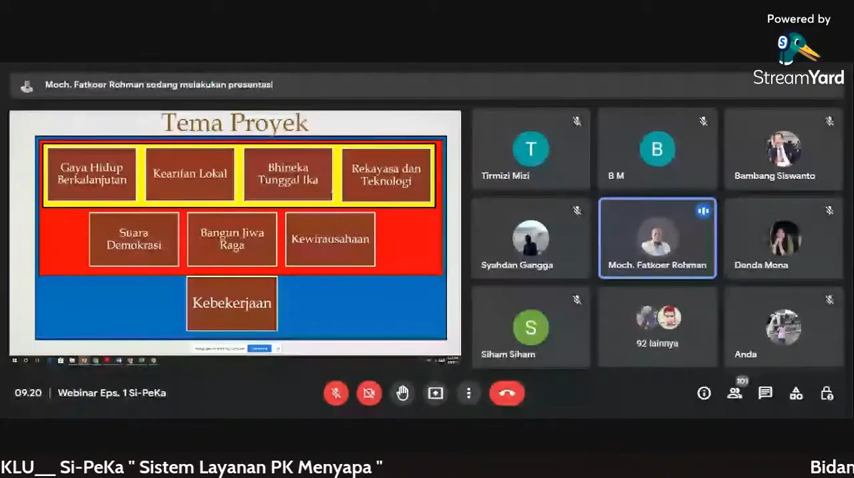 Powered by
StreamYard
Moch. Fatkoer Rohman sedang melakukan presentasi
Tema Proyek
Gaya Hidup
Berkalanjutan
Kearifan Lokal
Bhineka
Tunggal Ika
Rekayasa dan
Teknologi
Suara
Demokrasi
Bangun Jiwa
Raga
Kewirausahaan
Kebekerjaan
T
Tirmizi Mizi
B
B M
Bambang Siswanto
Syahdan Gangga
Moch. Fatkoer Rohman
Denda Mona
S
Siham Siham
92 lainnya
Anda
09.20 | Webinar Eps. 1 Si-PeKa
101
KLU__ Si-PeKa " Sistem Layanan PK Menyapa "
Bidan